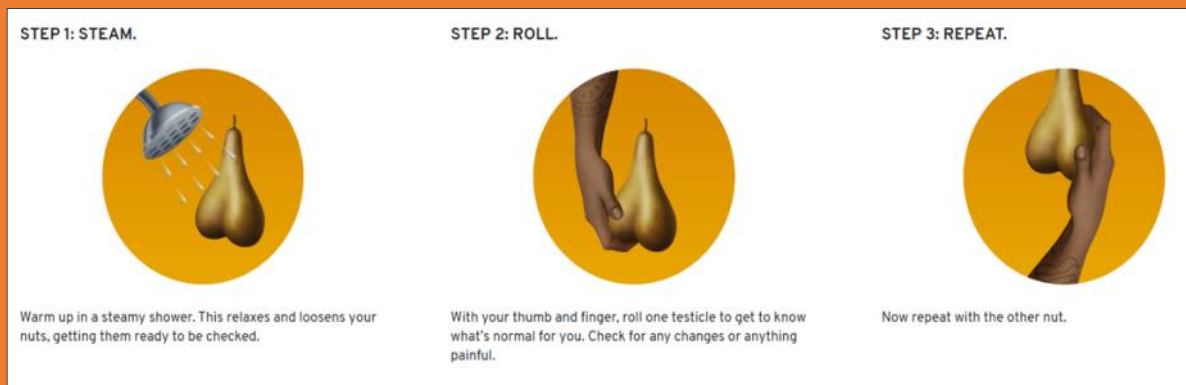 STEP 1: STEAM.
Warm up in a steamy shower. This relaxes and loosens your
nuts, getting them ready to be checked.
STEP 2: ROLL.
With your thumb and finger, roll one testicle to get to know
what's normal for you. Check for any changes or anything
painful.
STEP 3: REPEAT.
Now repeat with the other nut.